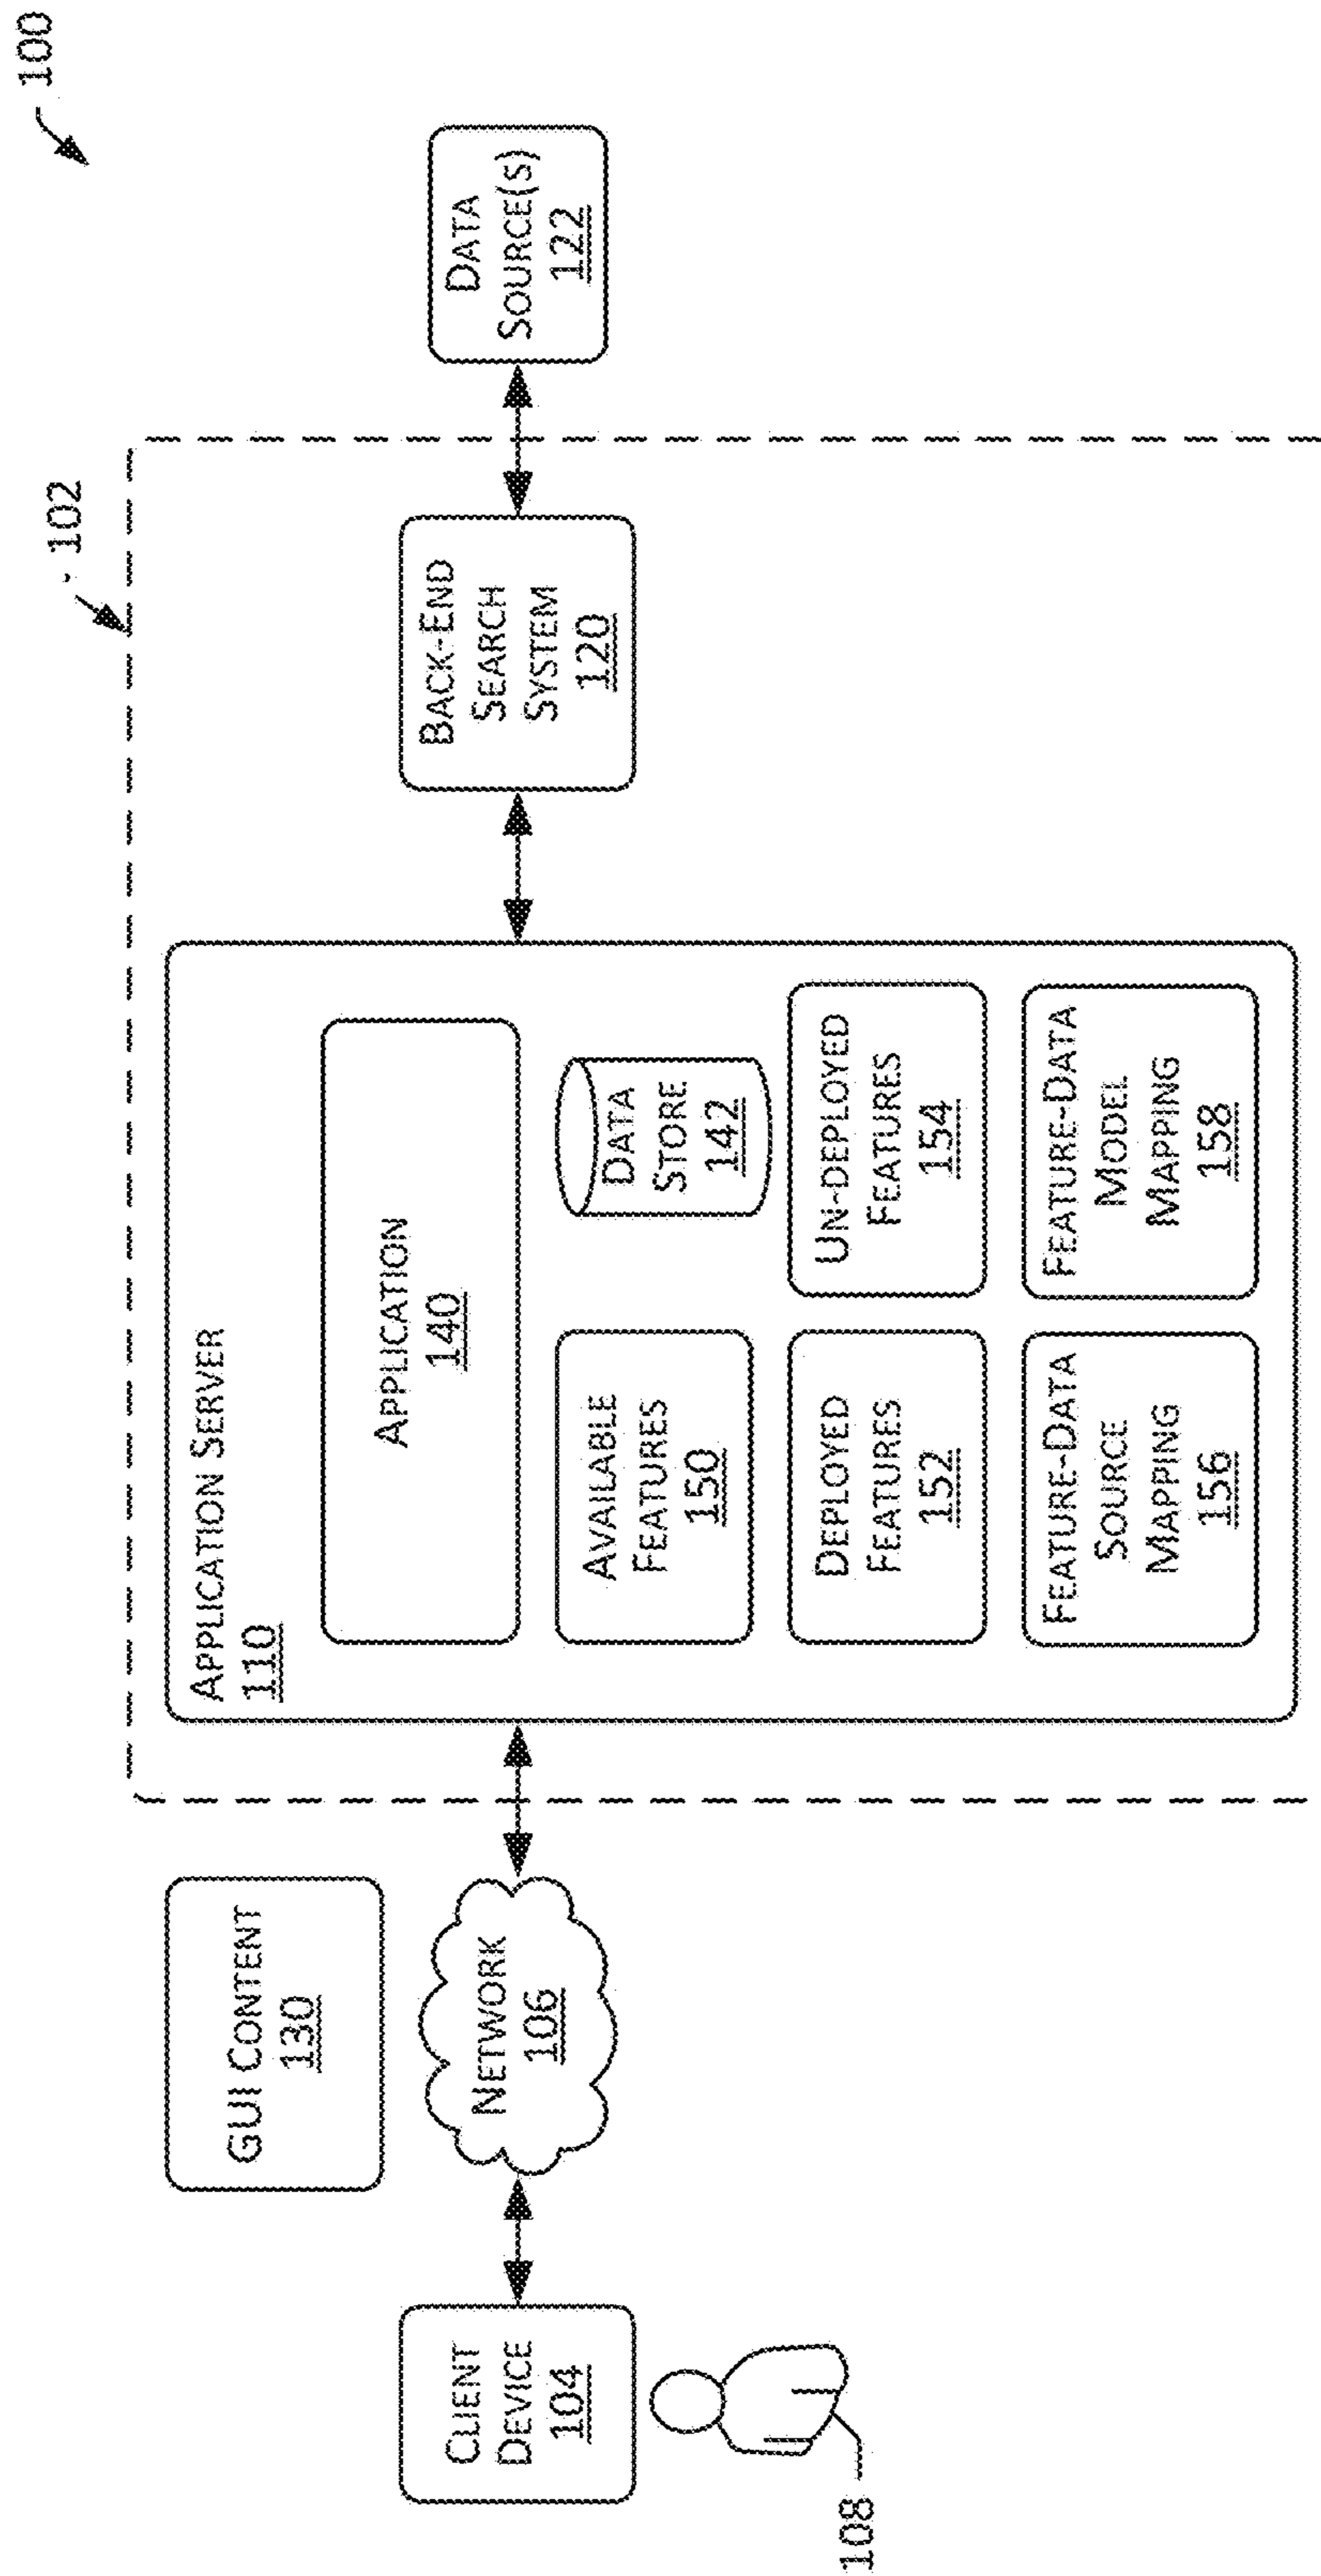 100
102
GUI CONTENT
130
CLIENT
DEVICE
104
108
NETWORK
106
APPLICATION SERVER
110
APPLICATION
140
AVAILABLE
FEATURES
150
DATA
STORE
142
DEPLOYED
FEATURES
152
UN-DEPLOYED
FEATURES
154
FEATURE-DATA
SOURCE
MAPPING
156
FEATURE-DATA
MODEL
MAPPING
158
BACK-END
SEARCH
SYSTEM
120
DATA
SOURCE(S)
122